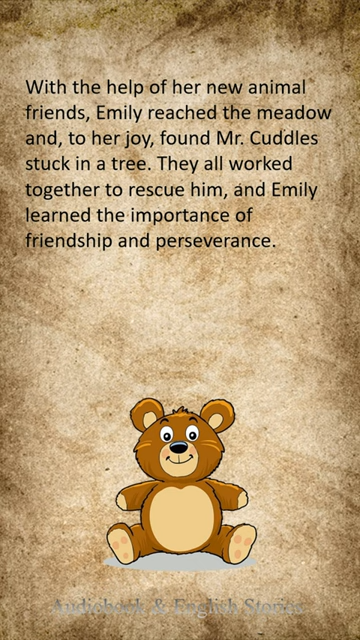 With the help of her new animal
friends, Emily reached the meadow
and, to her joy, found Mr. Cuddles
stuck in a tree. They all worked
together to rescue him, and Emily
learned the importance of
friendship and perseverance.
Audiobook & English Stories